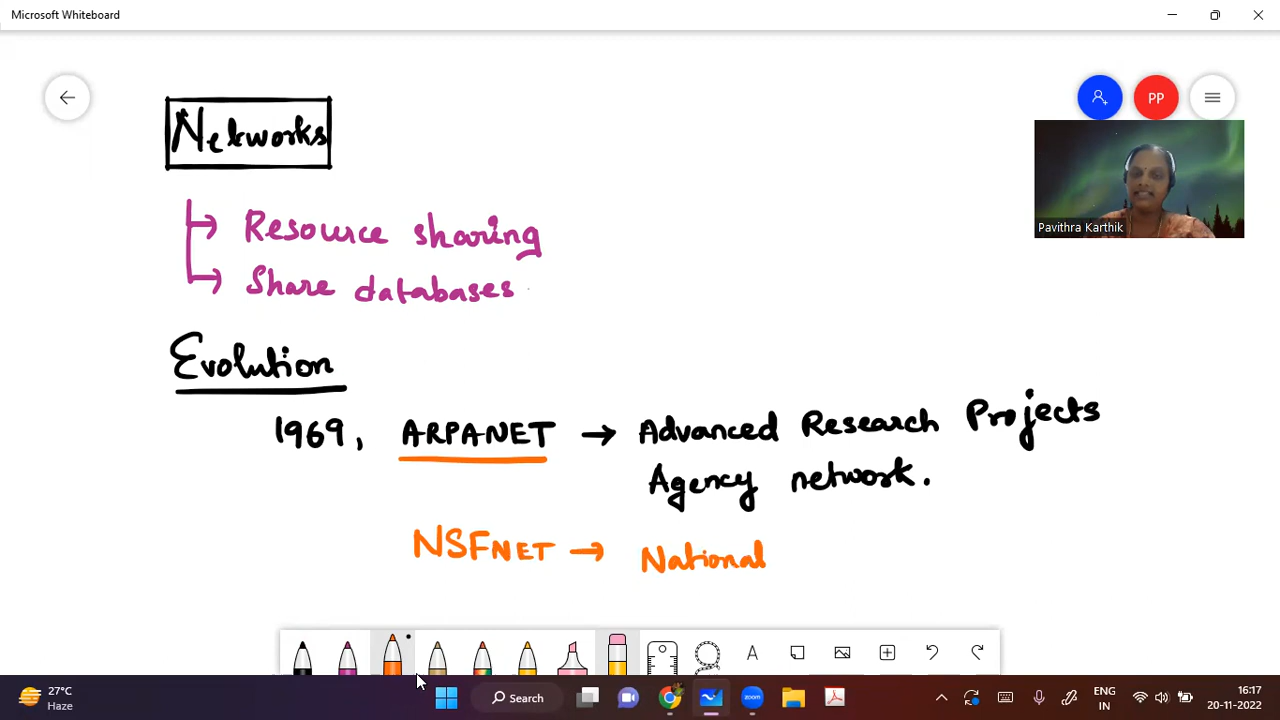 Microsoft Whiteboard
Networks
PP
Resource sharing
Pavithra Karthik
Share databases
Evolution
1969, ARPANET → Advanced Research Projects
Agency network.
NSFNET → National
A
27°C
Haze
Search
zoom
ENG
IN
16:17
20-11-2022